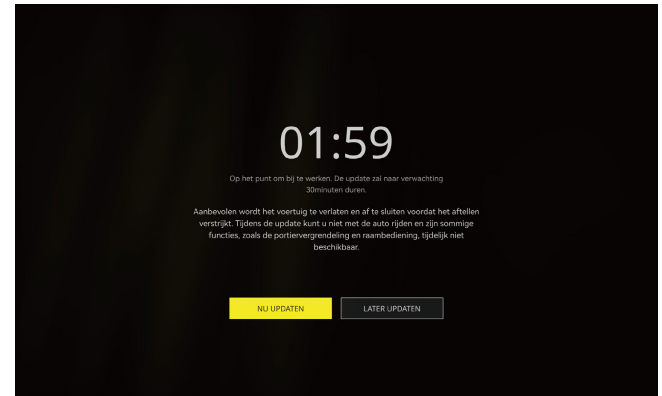 01:59
Op het punt om bij te werken. De update zal naar verwachting
30minuten duren.
Aanbevolen wordt het voertuig te verlaten en af te sluiten voordat het aftellen
verstrijkt. Tijdens de update kunt u niet met de auto rijden en zijn sommige
functies, zoals de portiervergrendeling en raambediening, tijdelijk niet
beschikbaar.
NU UPDATEN
LATER UPDATEN